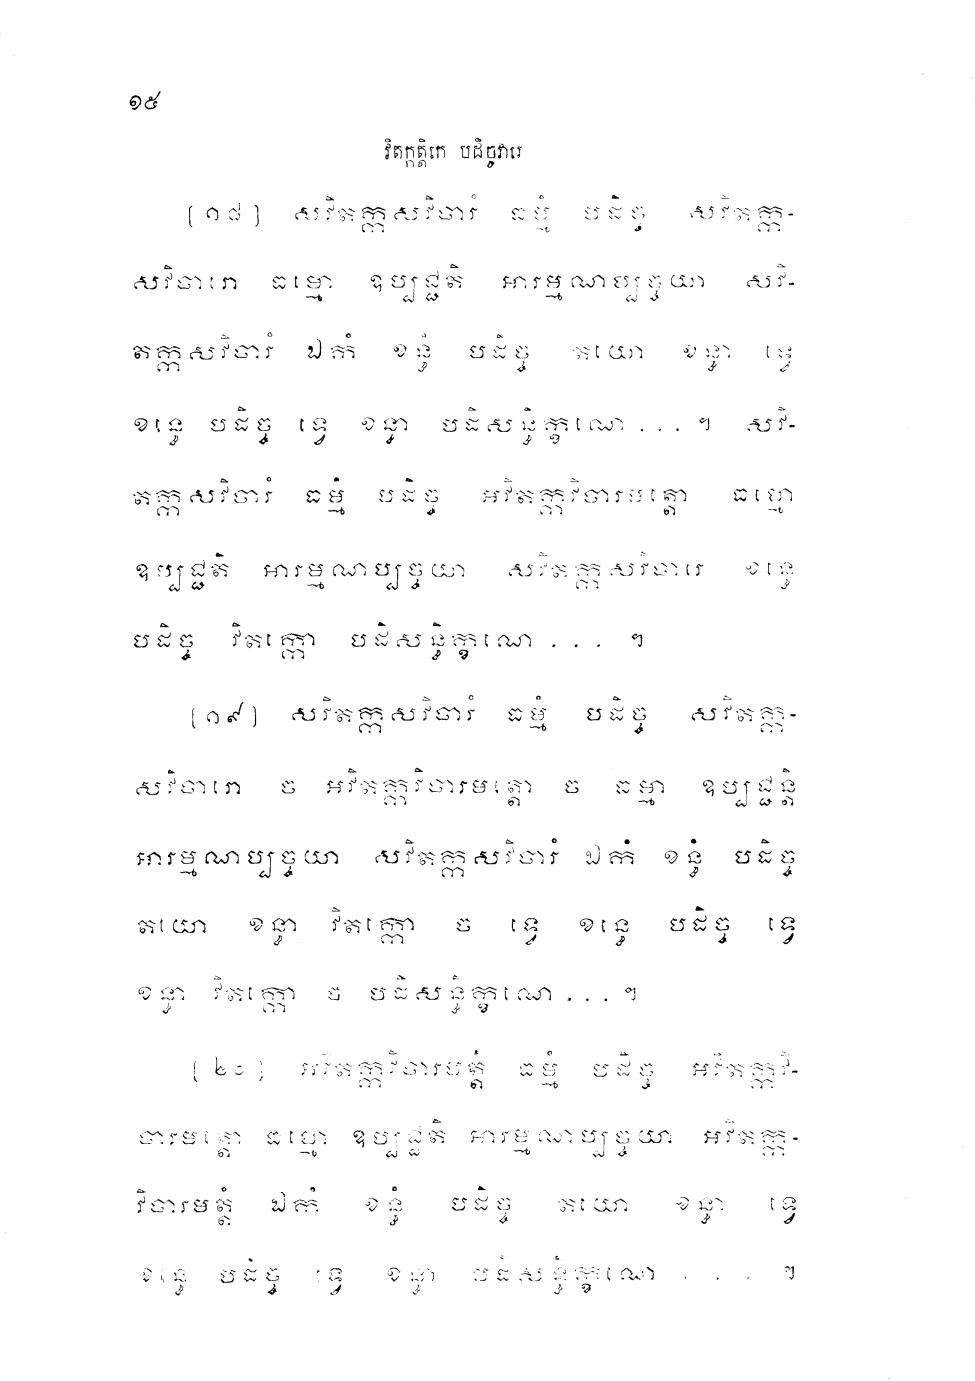 ១៥
វិតក្កត្តិកេ បដិច្ចវារេ
(១៨) សវិតក្កសវិចារំ ធម្មំ បដិច្ច សវិតក្ក-
សវិចារោ ធម្មោ ឧប្បជ្ជតិ អារម្មណប្បច្ចយា សវិ-
តក្កសវិចារំ ឯកំ ខន្ធំ បដិច្ច តយោ ខន្ធា ទ្វេ
ខន្ធេ បដិច្ច ទ្វេ ខន្ធា បដិសន្ធិក្ខណេ ... ។ សវិ-
តក្កសវិចារំ ធម្មំ បដិច្ច អវិតក្កវិចារមត្តោ ធម្មោ
ឧប្បជ្ជតិ អារម្មណប្បច្ចយា សវិតក្កសវិចារេ ខន្ធេ
បដិច្ច វិតក្កោ បដិសន្ធិក្ខណេ ... ។
(១៩) សវិតក្កសវិចារំ ធម្មំ បដិច្ច សវិតក្ក-
សវិចារោ ច អវិតក្កវិចារមត្តោ ច ធម្មា ឧប្បជ្ជន្តិ
អារម្មណប្បច្ចយា សវិតក្កសវិចារំ ឯកំ ខន្ធំ បដិច្ច
តយោ ខន្ធា វិតក្កោ ច ទ្វេ ខន្ធេ បដិច្ច ទ្វេ
ខន្ធា វិតក្កោ ច បដិសន្ធិក្ខណេ ... ។
(២០) អវិតក្កវិចារមត្តំ ធម្មំ បដិច្ច អវិតក្កវិ-
ចារមត្តោ ធម្មោ ឧប្បជ្ជតិ អារម្មណប្បច្ចយា អវិតក្ក-
វិចារមត្តំ ឯកំ ខន្ធំ បដិច្ច តយោ ខន្ធា ទ្វេ
ខន្ធេ បដិច្ច ទ្វេ ខន្ធា បដិសន្ធិក្ខណេ .... ។